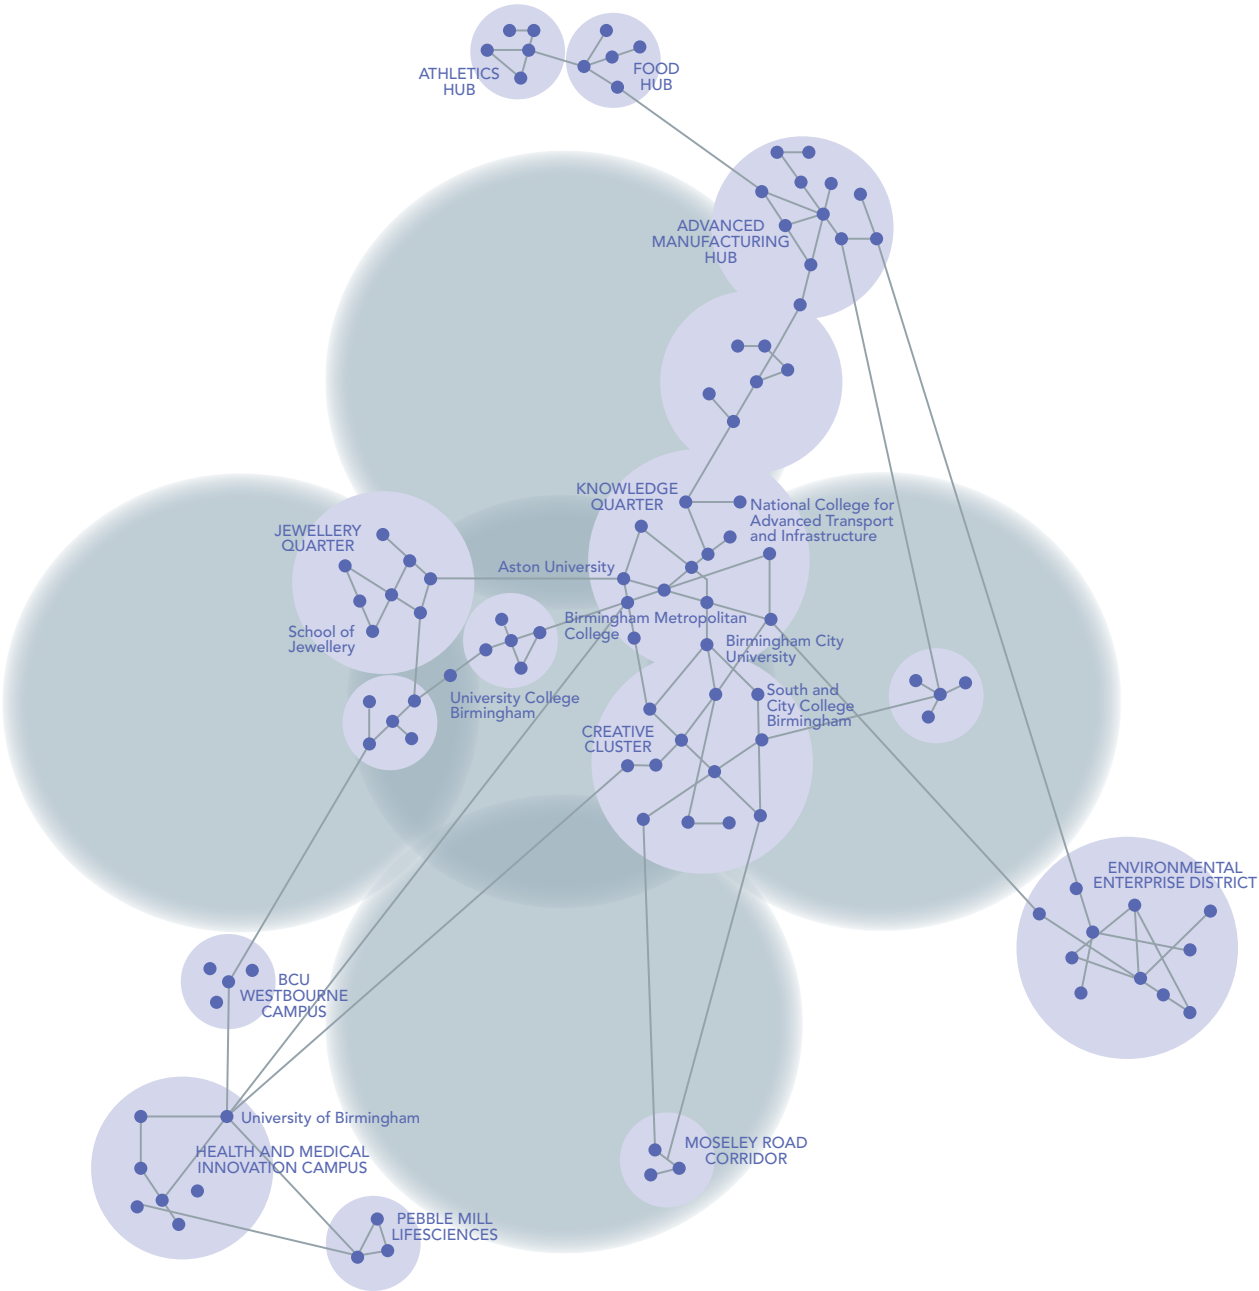 ATHLETICS
HUB
FOOD
HUB
ADVANCED
MANUFACTURING
HUB
KNOWLEDGE
QUARTER
National College for
Advanced Transport
and Infrastructure
JEWELLERY
QUARTER
Aston University
School of
Jewellery
Birmingham Metropolitan
College
Birmingham City
University
University College
Birmingham
South and
City College
Birmingham
CREATIVE
CLUSTER
ENVIRONMENTAL
ENTERPRISE DISTRICT
BCU
WESTBOURNE
CAMPUS
University of Birmingham
HEALTH AND MEDICAL
INNOVATION CAMPUS
MOSELEY ROAD
CORRIDOR
PEBBLE MILL
LIFESCIENCES